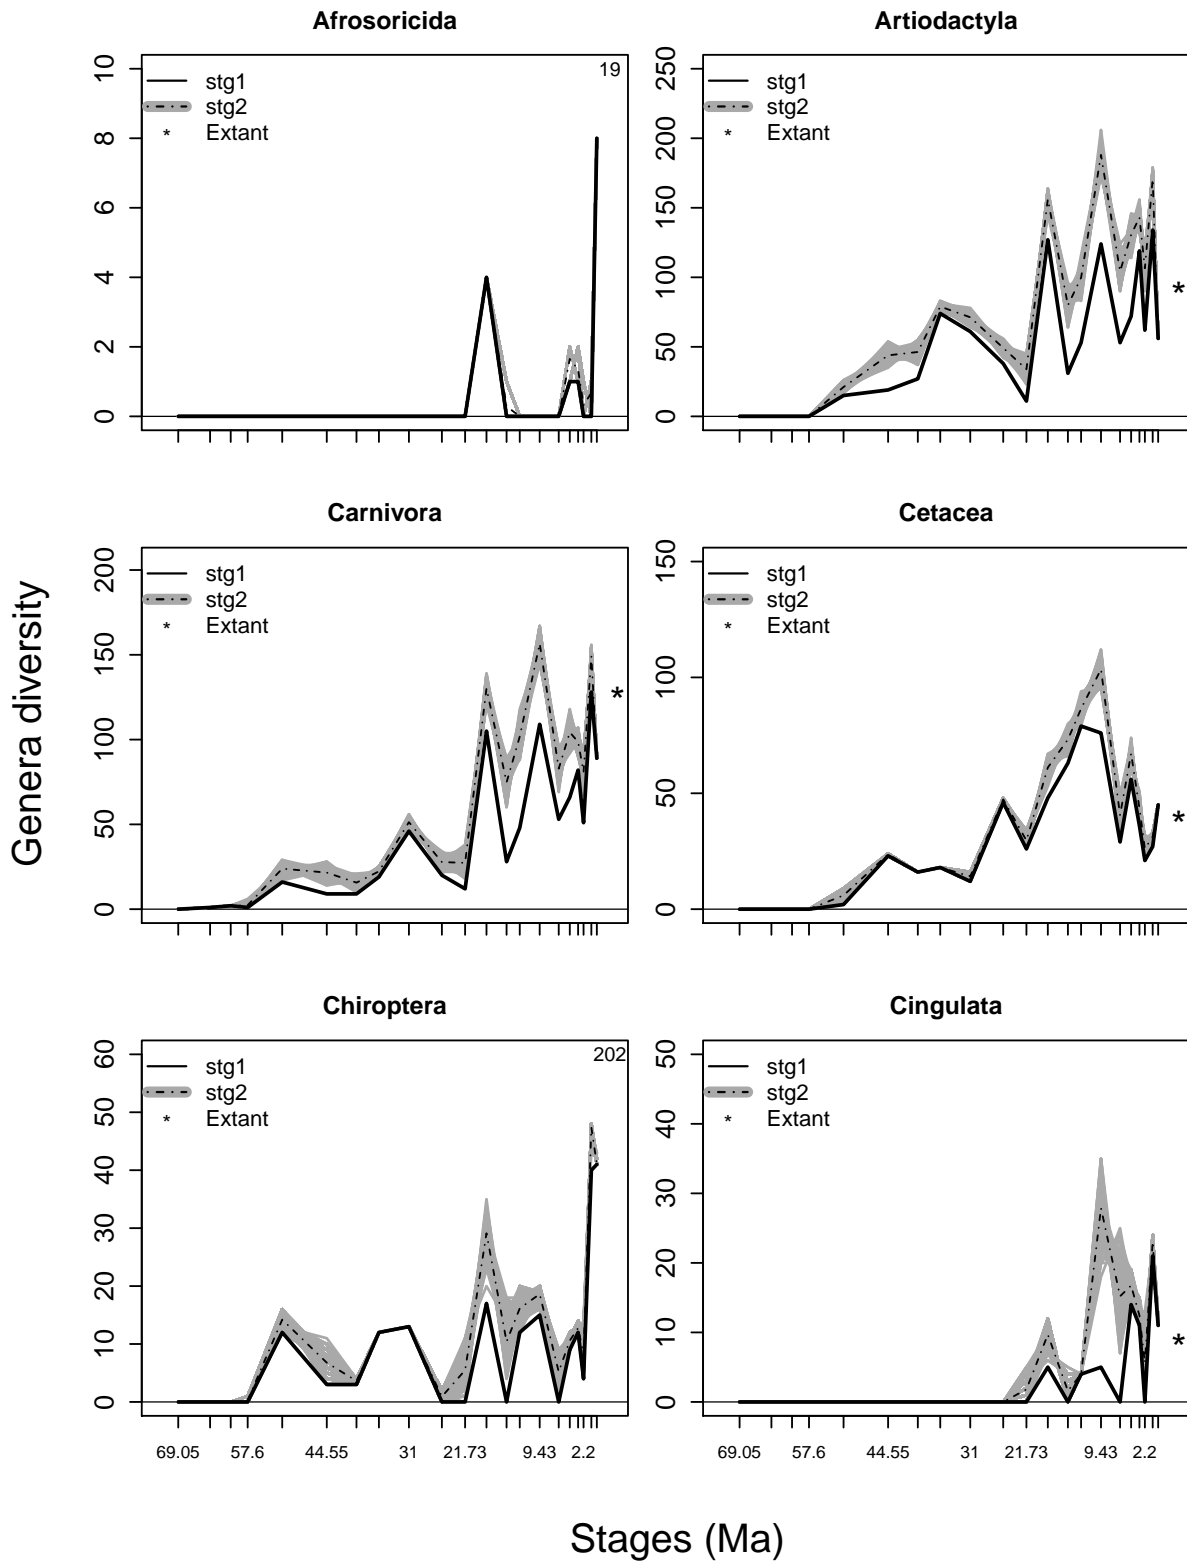 Afrosoricida
stg1
stg2
* Extant
19
0 2 4 6 8 10
Artiodactyla
stg1
stg2
* Extant
*
0 50 100 150 200 250
Carnivora
stg1
stg2
* Extant
*
0 50 100 150 200
Cetacea
stg1
stg2
* Extant
*
0 50 100 150
Chiroptera
stg1
stg2
* Extant
202
0 10 20 30 40 50 60
69.05 57.6 44.55 31 21.73 9.43 2.2
Cingulata
stg1
stg2
* Extant
*
0 10 20 30 40 50
69.05 57.6 44.55 31 21.73 9.43 2.2
Genera diversity
Stages (Ma)